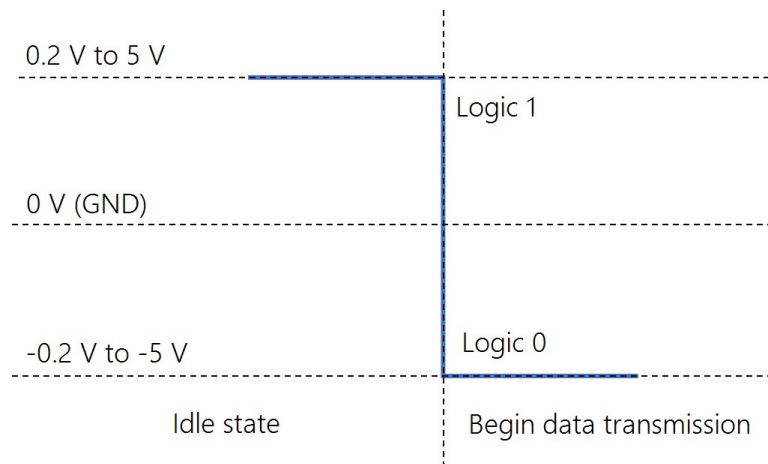 0.2 V to 5 V
Logic 1
0 V (GND)
Logic 0
-0.2 V to -5 V
Idle state
Begin data transmission